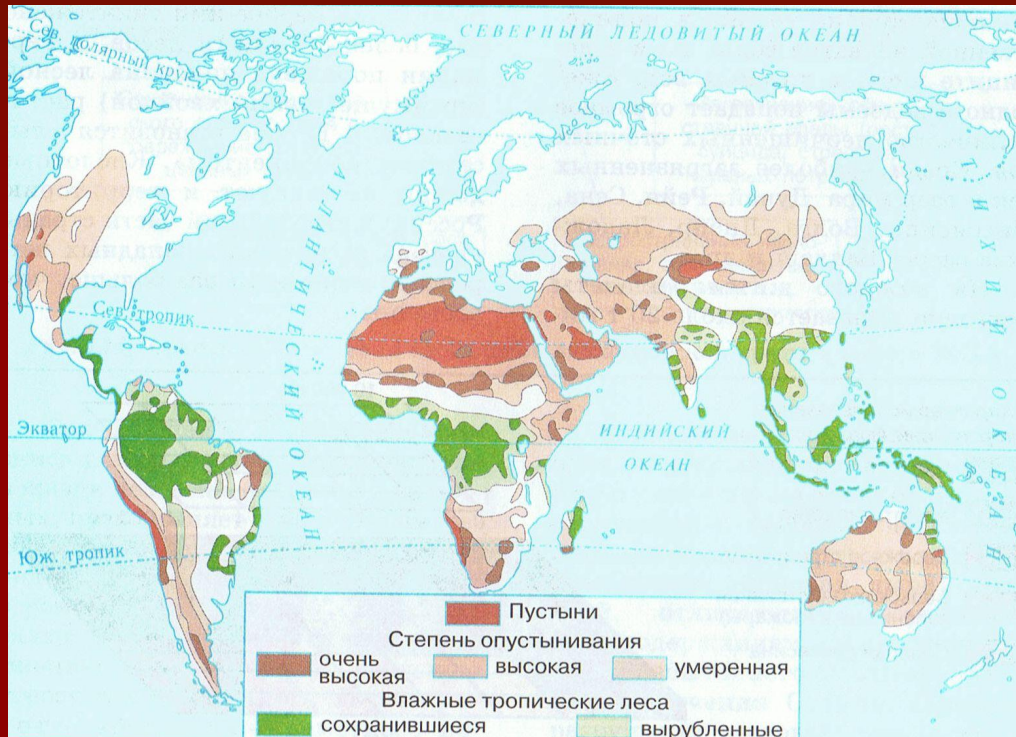 СЕВЕРНЫЙ ЛЕДОВИТЫЙ ОКЕАН
Сев. полярный круг
АТЛАНТИЧЕСКИЙ ОКЕАН
ТИХИЙ ОКЕАН
Сев. тропик
Экватор
ИНДИЙСКИЙ
ОКЕАН
Юж. тропик
Пустыни
Степень опустынивания
очень
высокая
высокая
умеренная
Влажные тропические леса
сохранившиеся
вырубленные